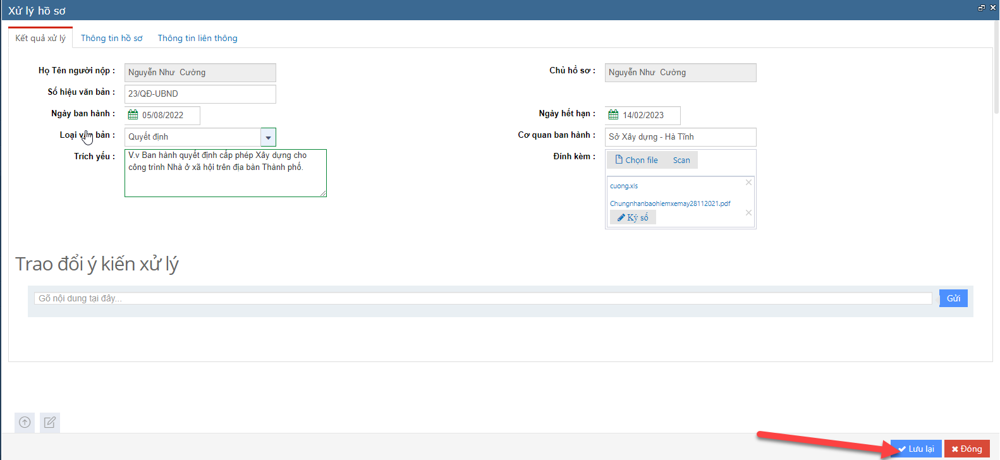 Xử lý hồ sơ
Kết quả xử lý Thông tin hồ sơ Thông tin liên thông
Họ Tên người nộp : Nguyễn Như Cường Chủ hồ sơ : Nguyễn Như Cường
Số hiệu văn bản : 23/QĐ-UBND
Ngày ban hành : 05/08/2022 Ngày hết hạn : 14/02/2023
Loại văn bản : Quyết định Cơ quan ban hành : Sở Xây dựng - Hà Tĩnh
Trích yếu : V.v Ban hành quyết định cấp phép Xây dựng cho
công trình Nhà ở xã hội trên địa bàn Thành phố.
Đính kèm : Chọn file Scan
cuong.xls
Chungnhanbaohiemxemay28112021.pdf
Ký số
Trao đổi ý kiến xử lý
Gõ nội dung tại đây... Gửi
Lưu lại Đóng